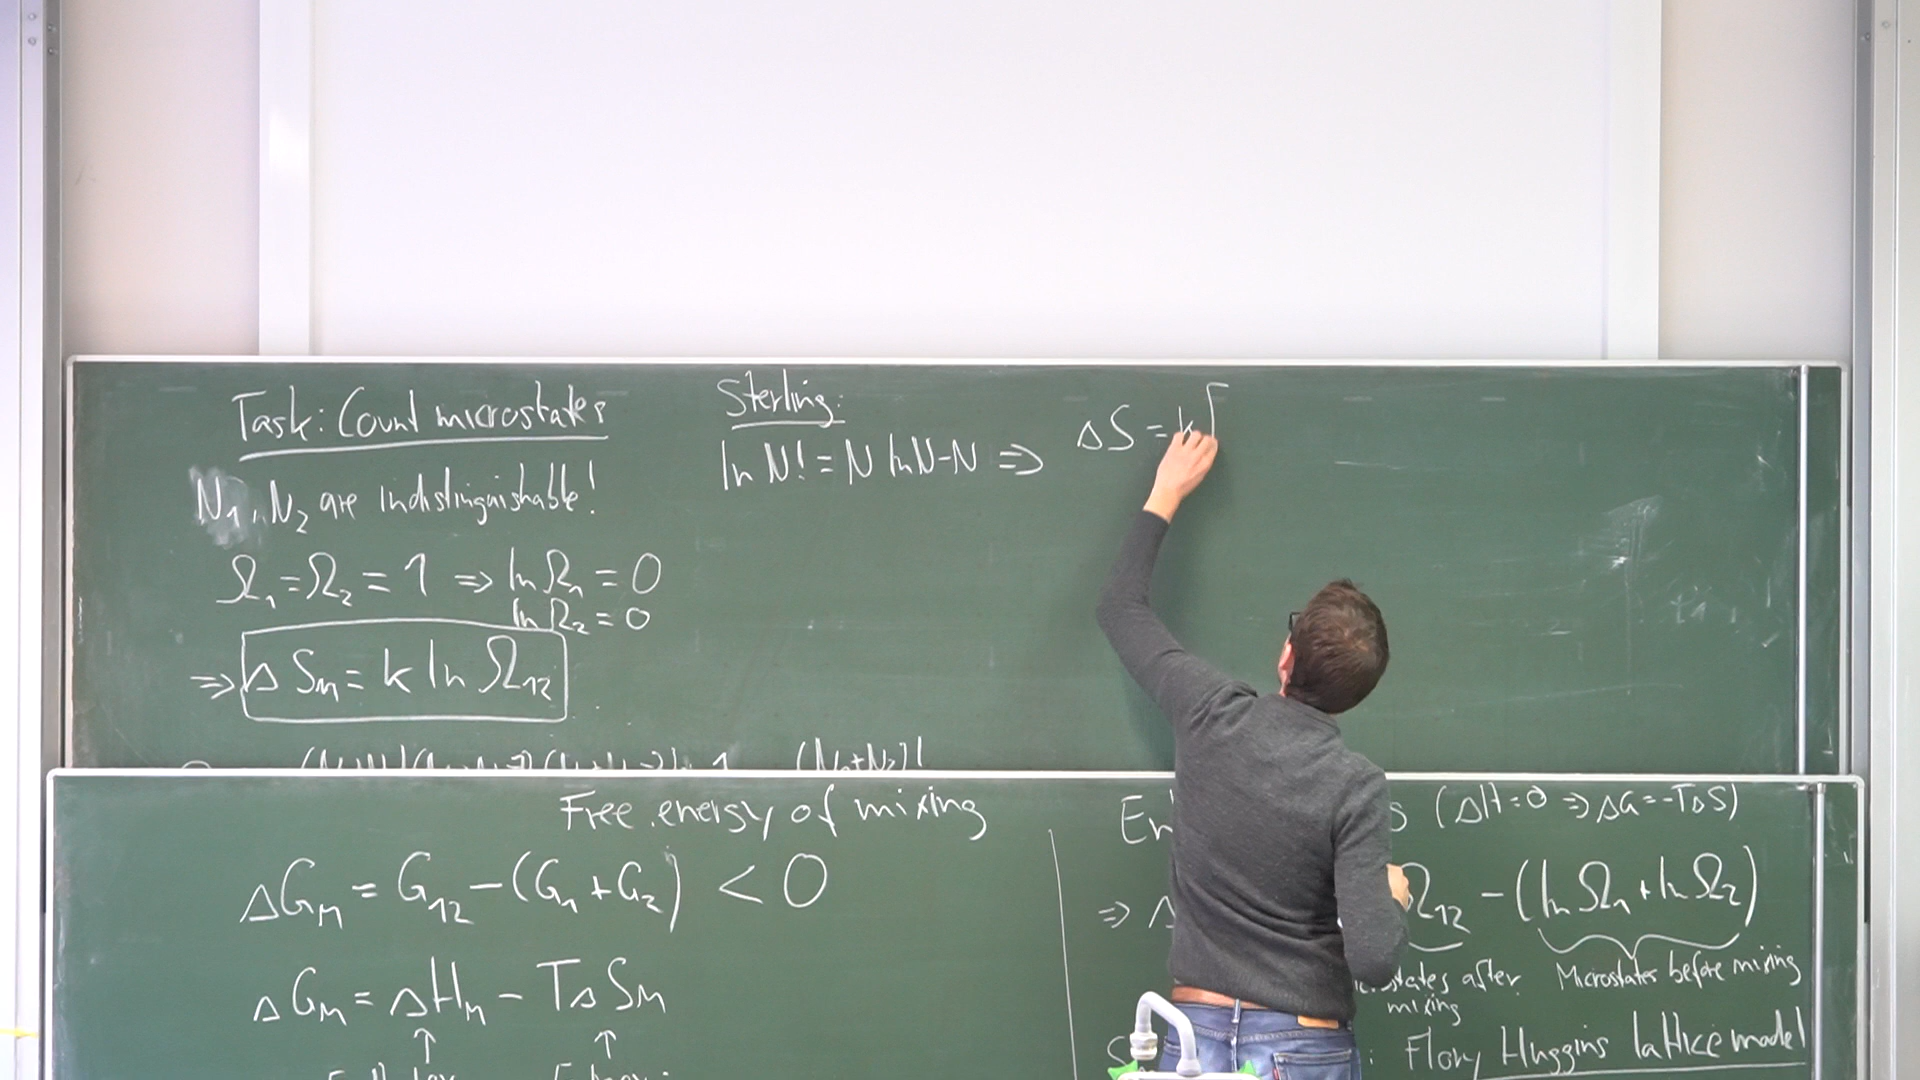 Task: Count microstates
N₁, N₂ are indistinguishable!
Ω₁ = Ω₂ = 1 ⇒ ln Ω₁ = 0
ln Ω₂ = 0
⇒ ΔS_M = k ln Ω₁₂
(N₁+N₂)!
Sterling:
ln N! = N ln N - N ⇒
ΔS = k [
Free energy of mixing
ΔG_M = G₁₂ - (G₁ + G₂) < 0
ΔG_M = ΔH_M - TΔS_M
↑ ↑
(ΔH = 0 ⇒ ΔG = -TΔS)
⇒ Δ Ω₁₂ - (ln Ω₁ + ln Ω₂)
after Microstates before mixing
mixing
: Flory Huggins lattice model